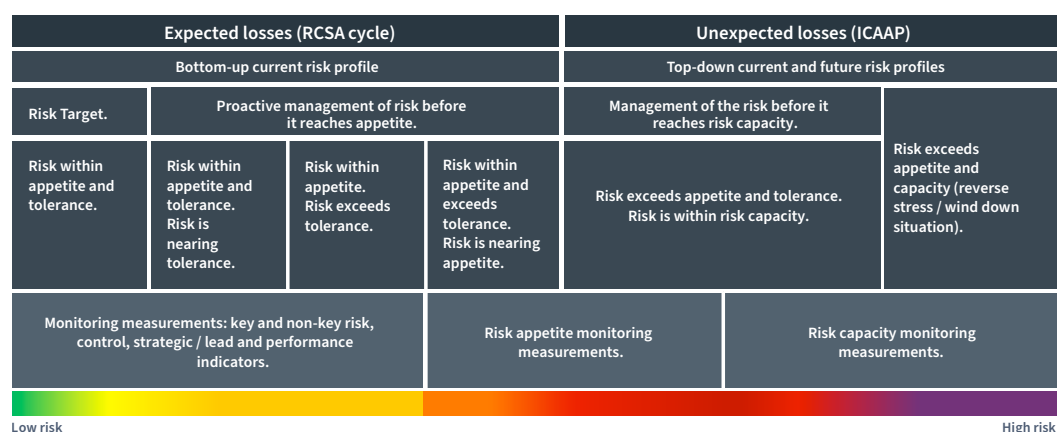 Expected losses (RCSA cycle)
Unexpected losses (ICAAP)
Bottom-up current risk profile
Top-down current and future risk profiles
Risk Target.
Proactive management of risk before
it reaches appetite.
Management of the risk before it
reaches risk capacity.
Risk exceeds
appetite and
capacity (reverse
stress / wind down
situation).
Risk within
appetite and
tolerance.
Risk within
appetite and
tolerance.
Risk is
nearing
tolerance.
Risk within
appetite.
Risk exceeds
tolerance.
Risk within
appetite and
exceeds
tolerance.
Risk is nearing
appetite.
Risk exceeds appetite and tolerance.
Risk is within risk capacity.
Monitoring measurements: key and non-key risk,
control, strategic / lead and performance
indicators.
Risk appetite monitoring
measurements.
Risk capacity monitoring
measurements.
Low risk
High risk